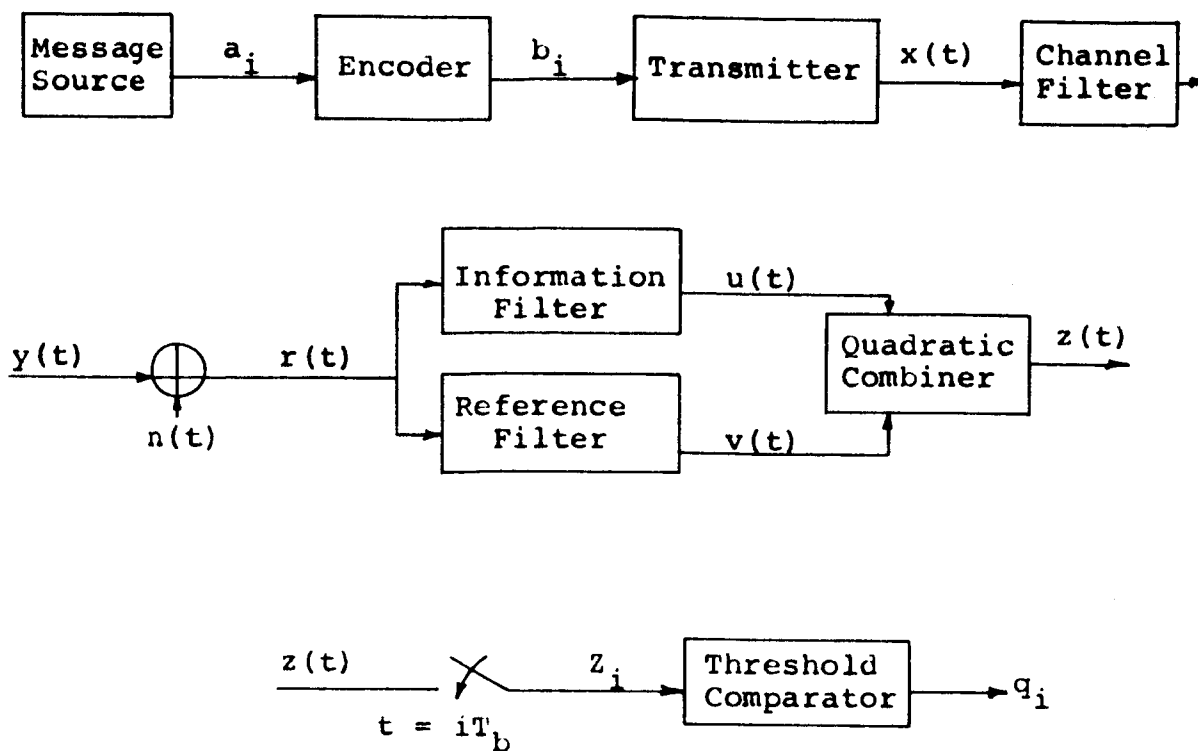 Message
Source
a_i
Encoder
b_i
Transmitter
x(t)
Channel
Filter
Information
Filter
u(t)
y(t)
n(t)
r(t)
Reference
Filter
v(t)
Quadratic
Combiner
z(t)
z(t)
t = iT_b
Z_i
Threshold
Comparator
q_i